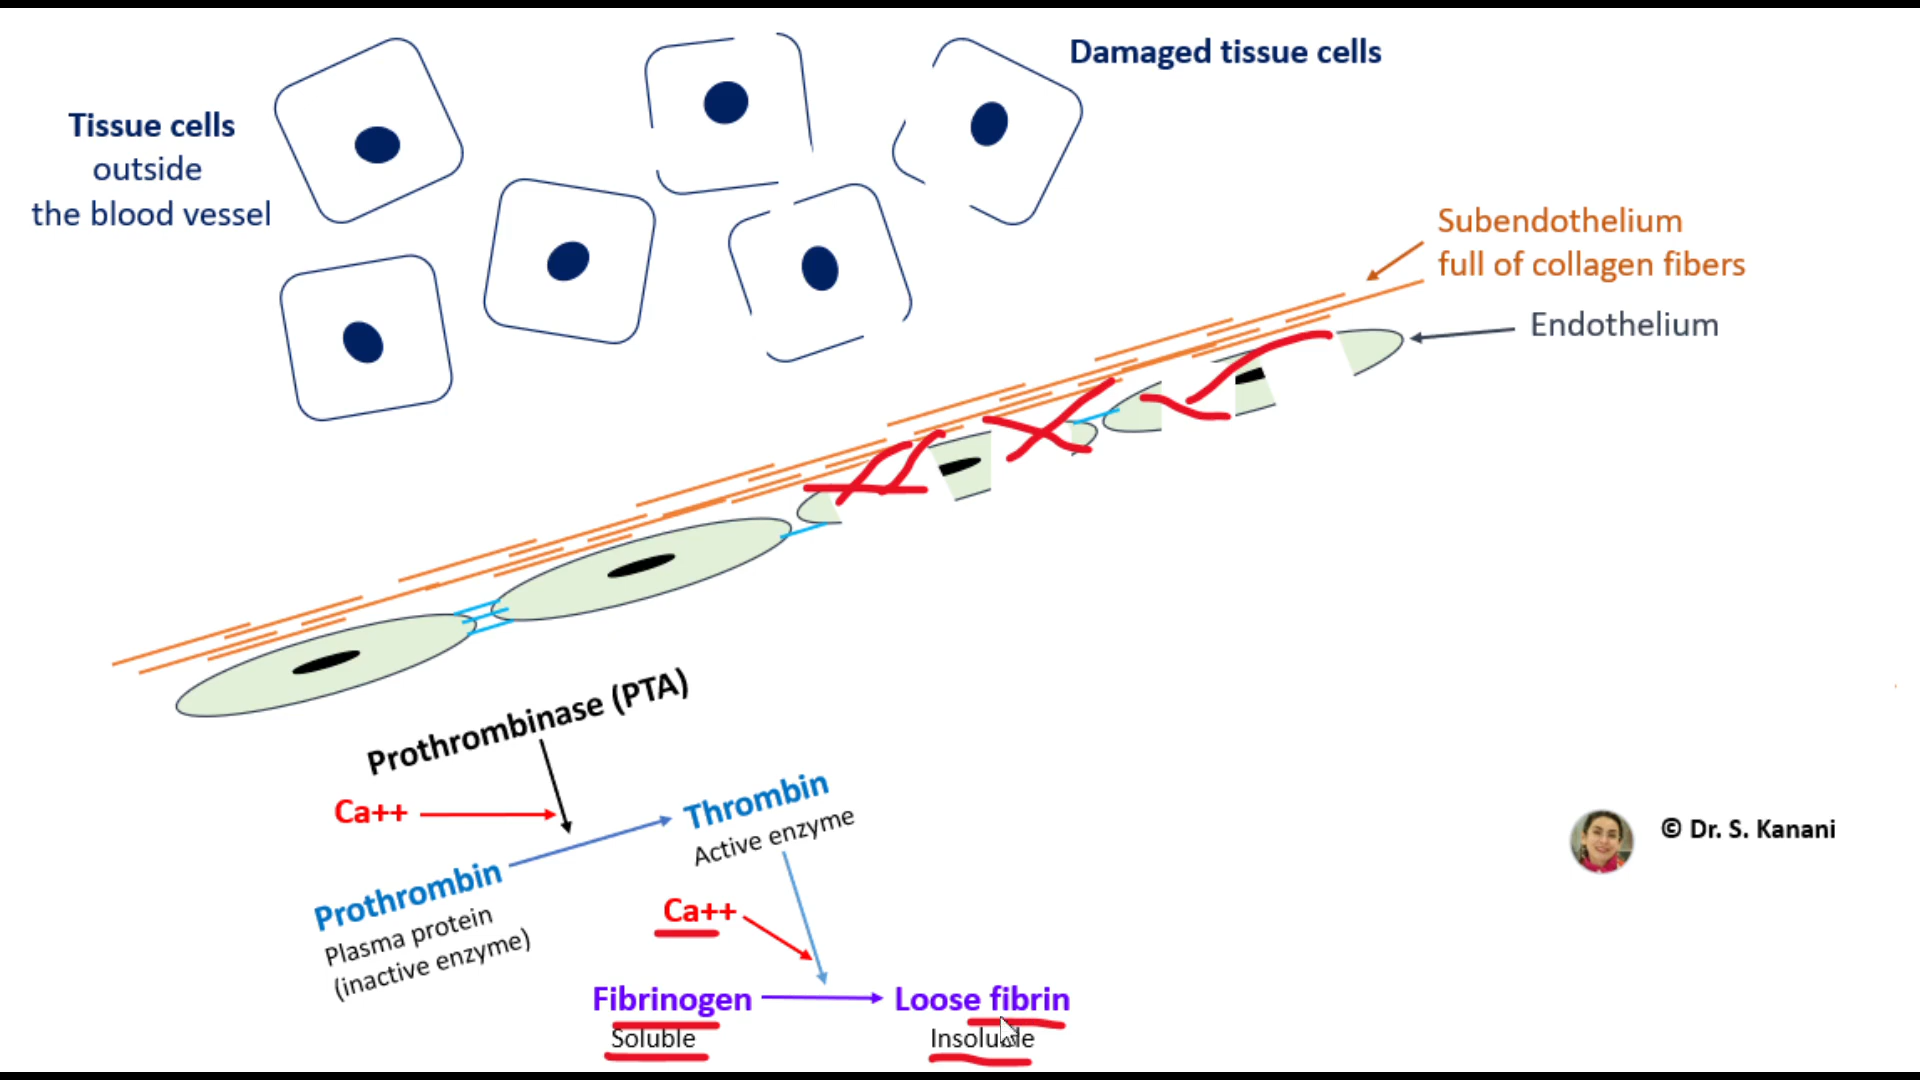 Damaged tissue cells
Tissue cells
outside
the blood vessel
Subendothelium
full of collagen fibers
Endothelium
Prothrombinase (PTA)
Ca++
Thrombin
Active enzyme
Prothrombin
Plasma protein
(inactive enzyme)
Ca++
Fibrinogen
Loose fibrin
Soluble
Insoluble
© Dr. S. Kanani